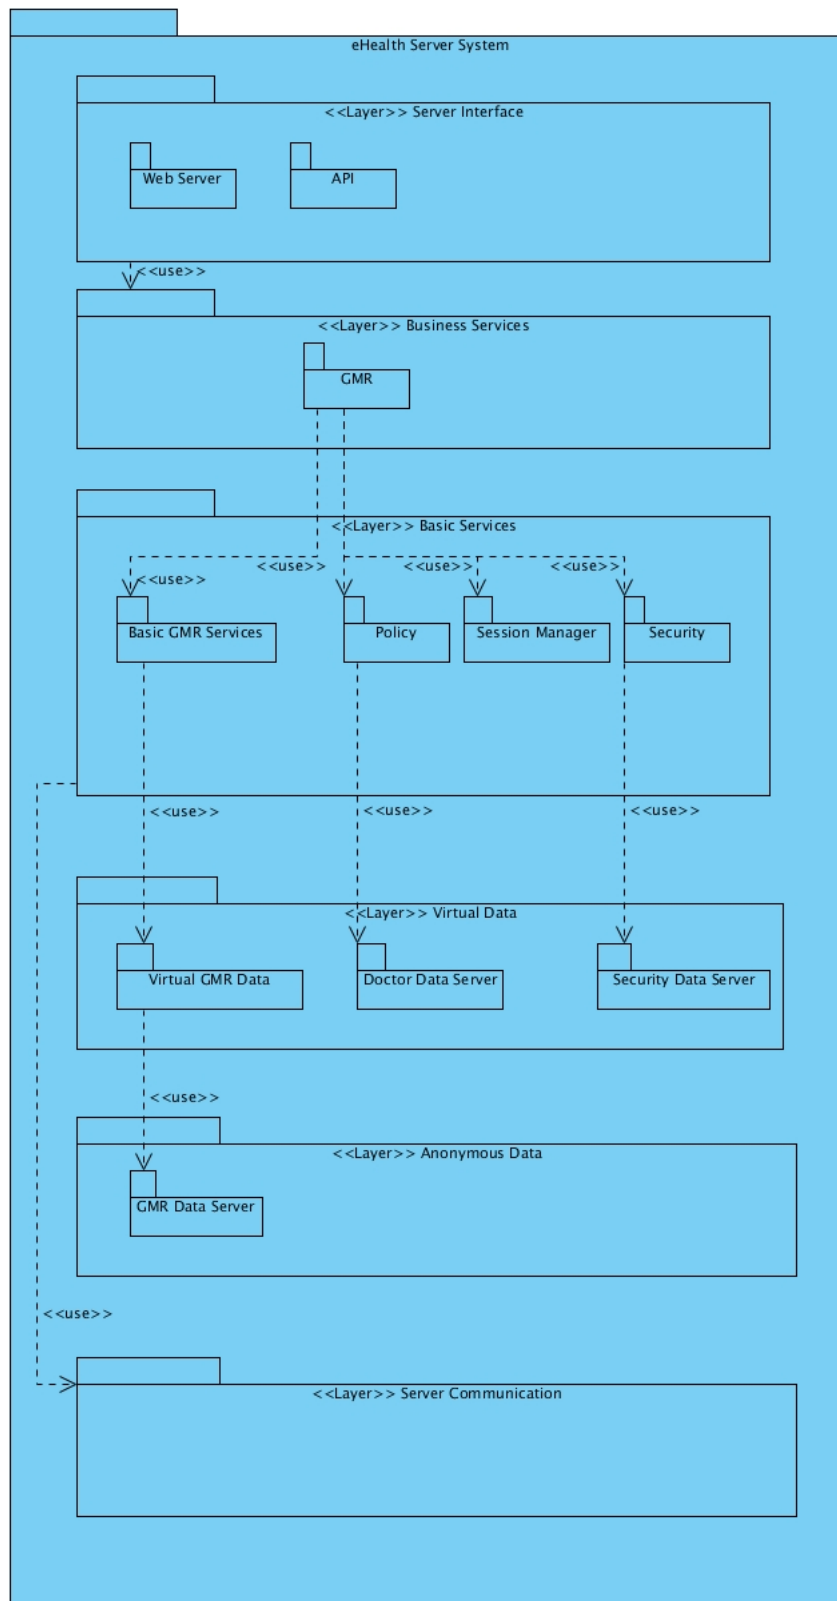 eHealth Server System
<<Layer>> Server Interface
Web Server
API
<<use>>
<<Layer>> Business Services
GMR
<<Layer>> Basic Services
<<use>>
<<use>>
<<use>>
<<use>>
Basic GMR Services
Policy
Session Manager
Security
<<use>>
<<use>>
<<use>>
<<Layer>> Virtual Data
Virtual GMR Data
Doctor Data Server
Security Data Server
<<use>>
<<Layer>> Anonymous Data
GMR Data Server
<<use>>
<<Layer>> Server Communication